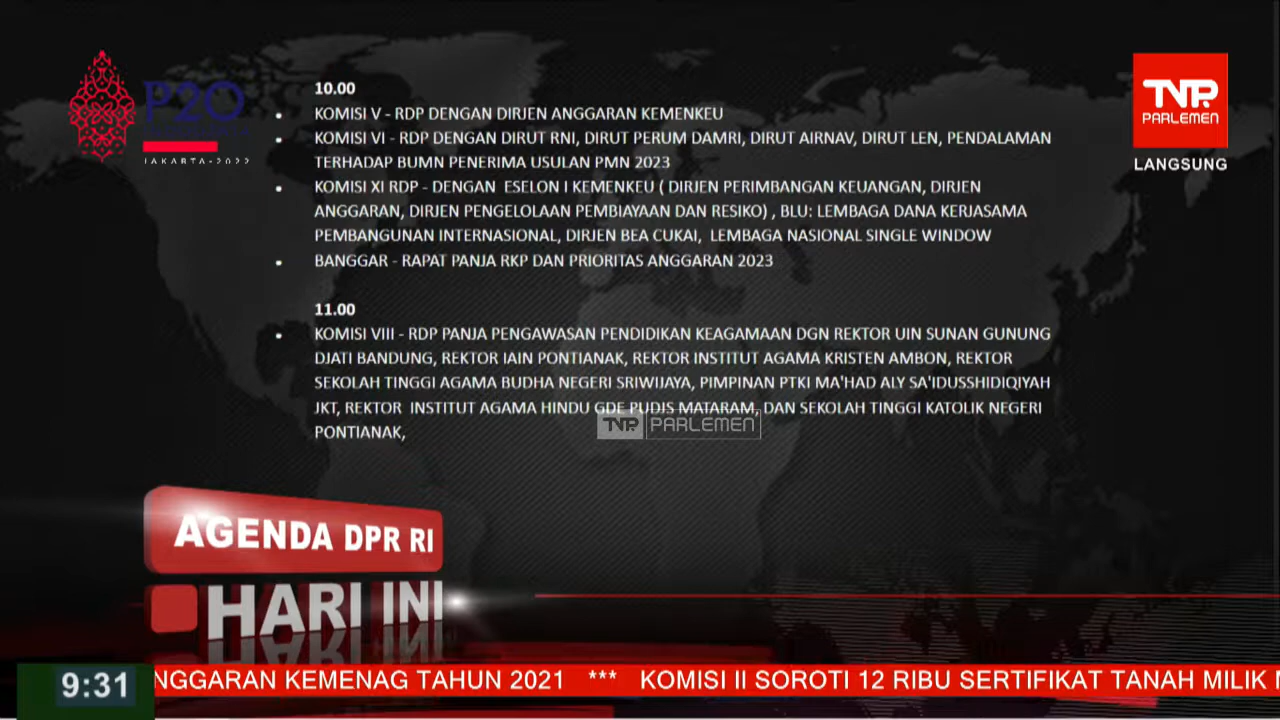 P20
JAKARTA-2022
TVR
PARLEMEN
LANGSUNG
10.00
• KOMISI V - RDP DENGAN DIRJEN ANGGARAN KEMENKEU
• KOMISI VI - RDP DENGAN DIRUT RNI, DIRUT PERUM DAMRI, DIRUT AIRNAV, DIRUT LEN, PENDALAMAN
TERHADAP BUMN PENERIMA USULAN PMN 2023
• KOMISI XI RDP - DENGAN ESELON I KEMENKEU ( DIRJEN PERIMBANGAN KEUANGAN, DIRJEN
ANGGARAN, DIRJEN PENGELOLAAN PEMBIAYAAN DAN RESIKO) , BLU: LEMBAGA DANA KERJASAMA
PEMBANGUNAN INTERNASIONAL, DIRJEN BEA CUKAI, LEMBAGA NASIONAL SINGLE WINDOW
• BANGGAR - RAPAT PANJA RKP DAN PRIORITAS ANGGARAN 2023
11.00
• KOMISI VIII - RDP PANJA PENGAWASAN PENDIDIKAN KEAGAMAAN DGN REKTOR UIN SUNAN GUNUNG
DJATI BANDUNG, REKTOR IAIN PONTIANAK, REKTOR INSTITUT AGAMA KRISTEN AMBON, REKTOR
SEKOLAH TINGGI AGAMA BUDHA NEGERI SRIWIJAYA, PIMPINAN PTKI MA'HAD ALY SA'IDUSSHIDIQIYAH
JKT, REKTOR INSTITUT AGAMA HINDU GDE PUDJS MATARAM, DAN SEKOLAH TINGGI KATOLIK NEGERI
PONTIANAK,
TVR PARLEMEN
AGENDA DPR RI
HARI INI
9:31
NGGARAN KEMENAG TAHUN 2021 *** KOMISI II SOROTI 12 RIBU SERTIFIKAT TANAH MILIK